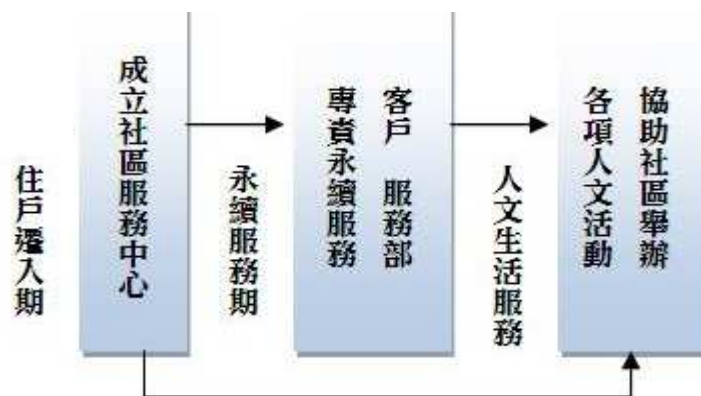 住戶遷入期
成立社區服務中心
永續服務期
客戶 服務部
專責永續服務
人文生活服務
協助社區舉辦
各項人文活動